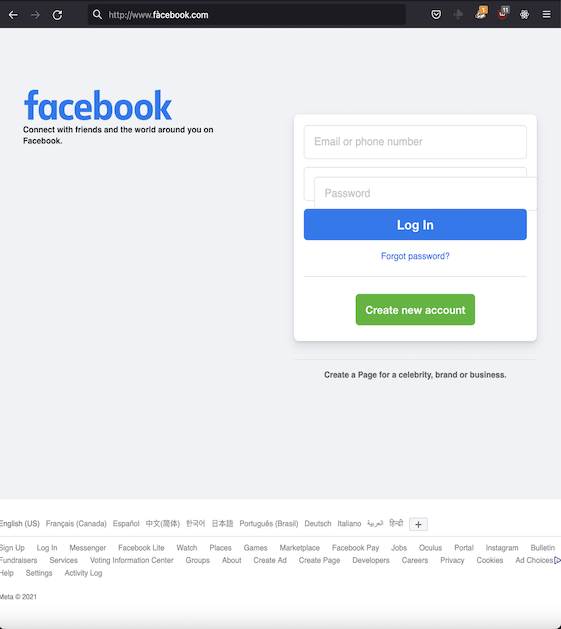 http://www.fàcebook.com
1
11
facebook
Connect with friends and the world around you on
Facebook.
Email or phone number
Password
Log In
Forgot password?
Create new account
Create a Page for a celebrity, brand or business.
English (US) Français (Canada) Español 中文(简体) 한국어 日本語 Português (Brasil) Deutsch Italiano العربية हिन्दी +
Sign Up Log In Messenger Facebook Lite Watch Places Games Marketplace Facebook Pay Jobs Oculus Portal Instagram Bulletin
Fundraisers Services Voting Information Center Groups About Create Ad Create Page Developers Careers Privacy Cookies Ad Choices
Help Settings Activity Log
Meta © 2021